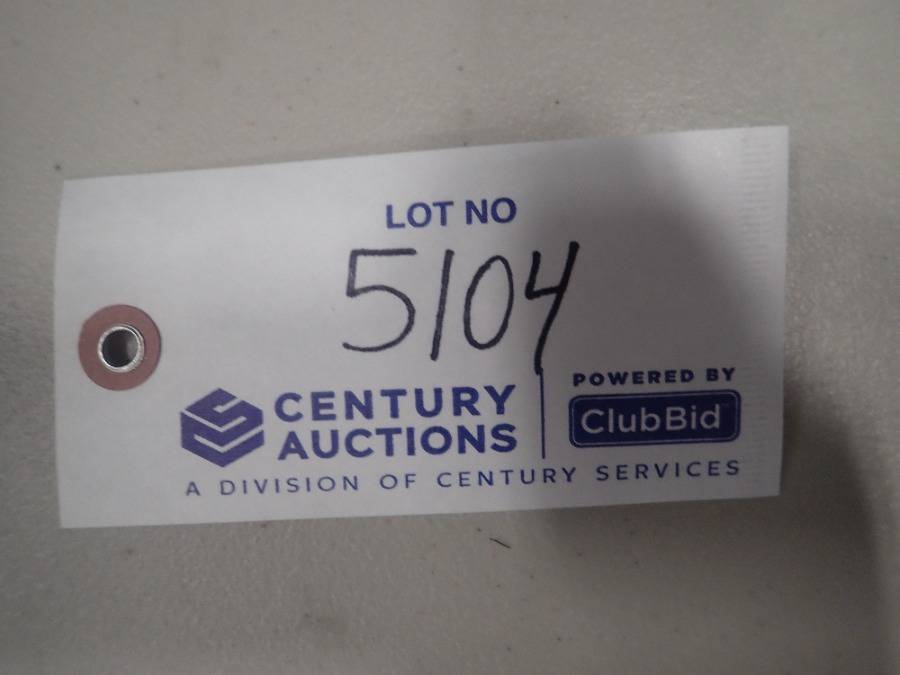 LOT NO
5104
CENTURY
AUCTIONS
POWERED BY
ClubBid
A DIVISION OF CENTURY SERVICES